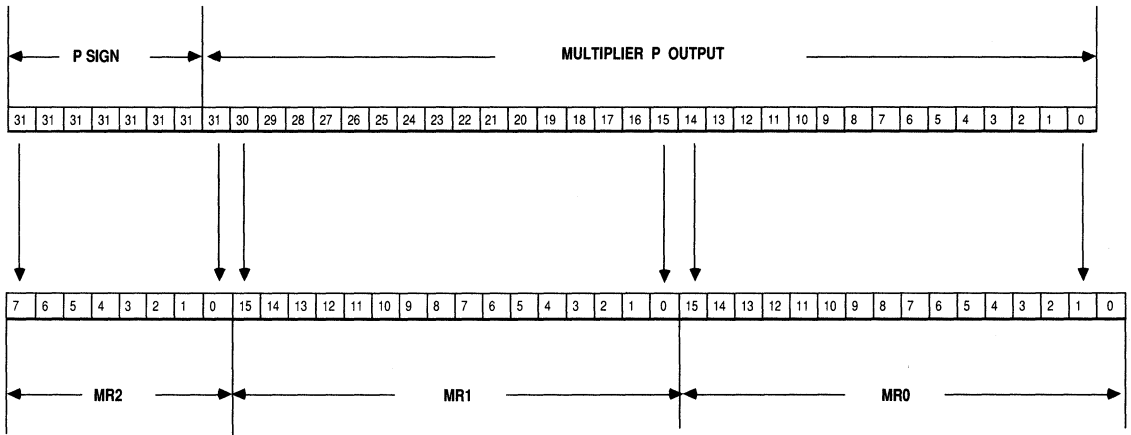 P SIGN MULTIPLIER P OUTPUT
31 31 31 31 31 31 31 31 30 29 28 27 26 25 24 23 22 21 20 19 18 17 16 15 14 13 12 11 10 9 8 7 6 5 4 3 2 1 0
7 6 5 4 3 2 1 0 15 14 13 12 11 10 9 8 7 6 5 4 3 2 1 0 15 14 13 12 11 10 9 8 7 6 5 4 3 2 1 0
MR2 MR1 MR0